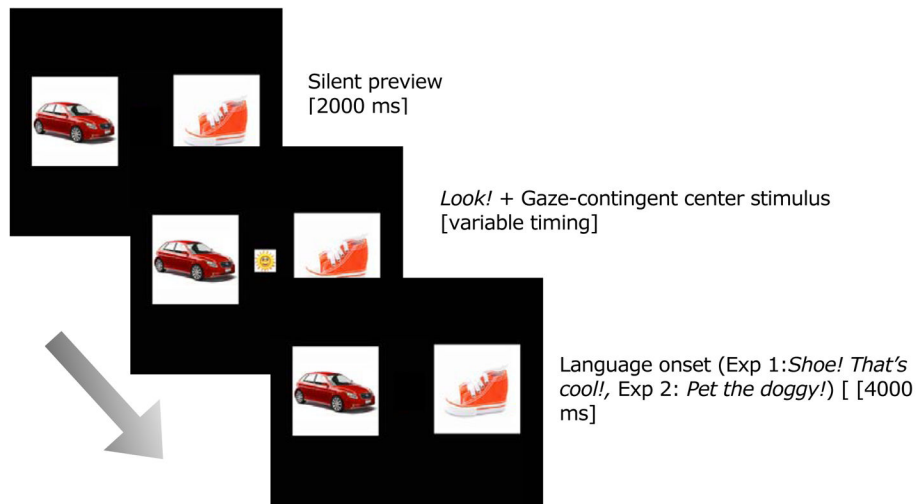 Silent preview
[2000 ms]
Look! + Gaze-contingent center stimulus
[variable timing]
Language onset (Exp 1:Shoe! That's
cool!, Exp 2: Pet the doggy!) [ [4000
ms]